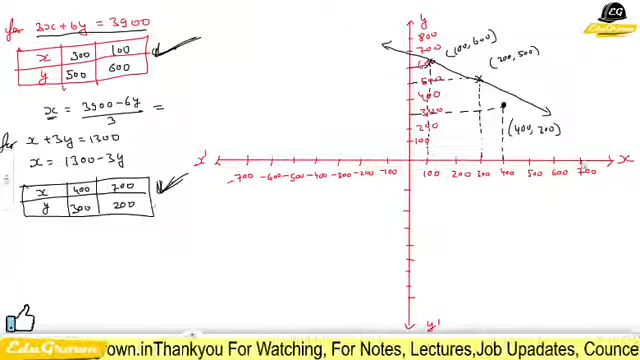 for 3x + 6y = 3900
x 300 100
y 500 600
x = 3900 - 6y =
3
for x + 3y = 1300
x = 1300 - 3y
x 400 700
y 300 200
EG
EduGrown
y
800
700
600
500
400
300
200
100
(100, 600)
(200, 500)
(400, 200)
x'
-700 -600 -500 -400 -300 -200 -100 100 200 300 400 500 600 700
x
y'
EduGrown
Grown.inThankyou For Watching, For Notes, Lectures,Job Upadates, Counce